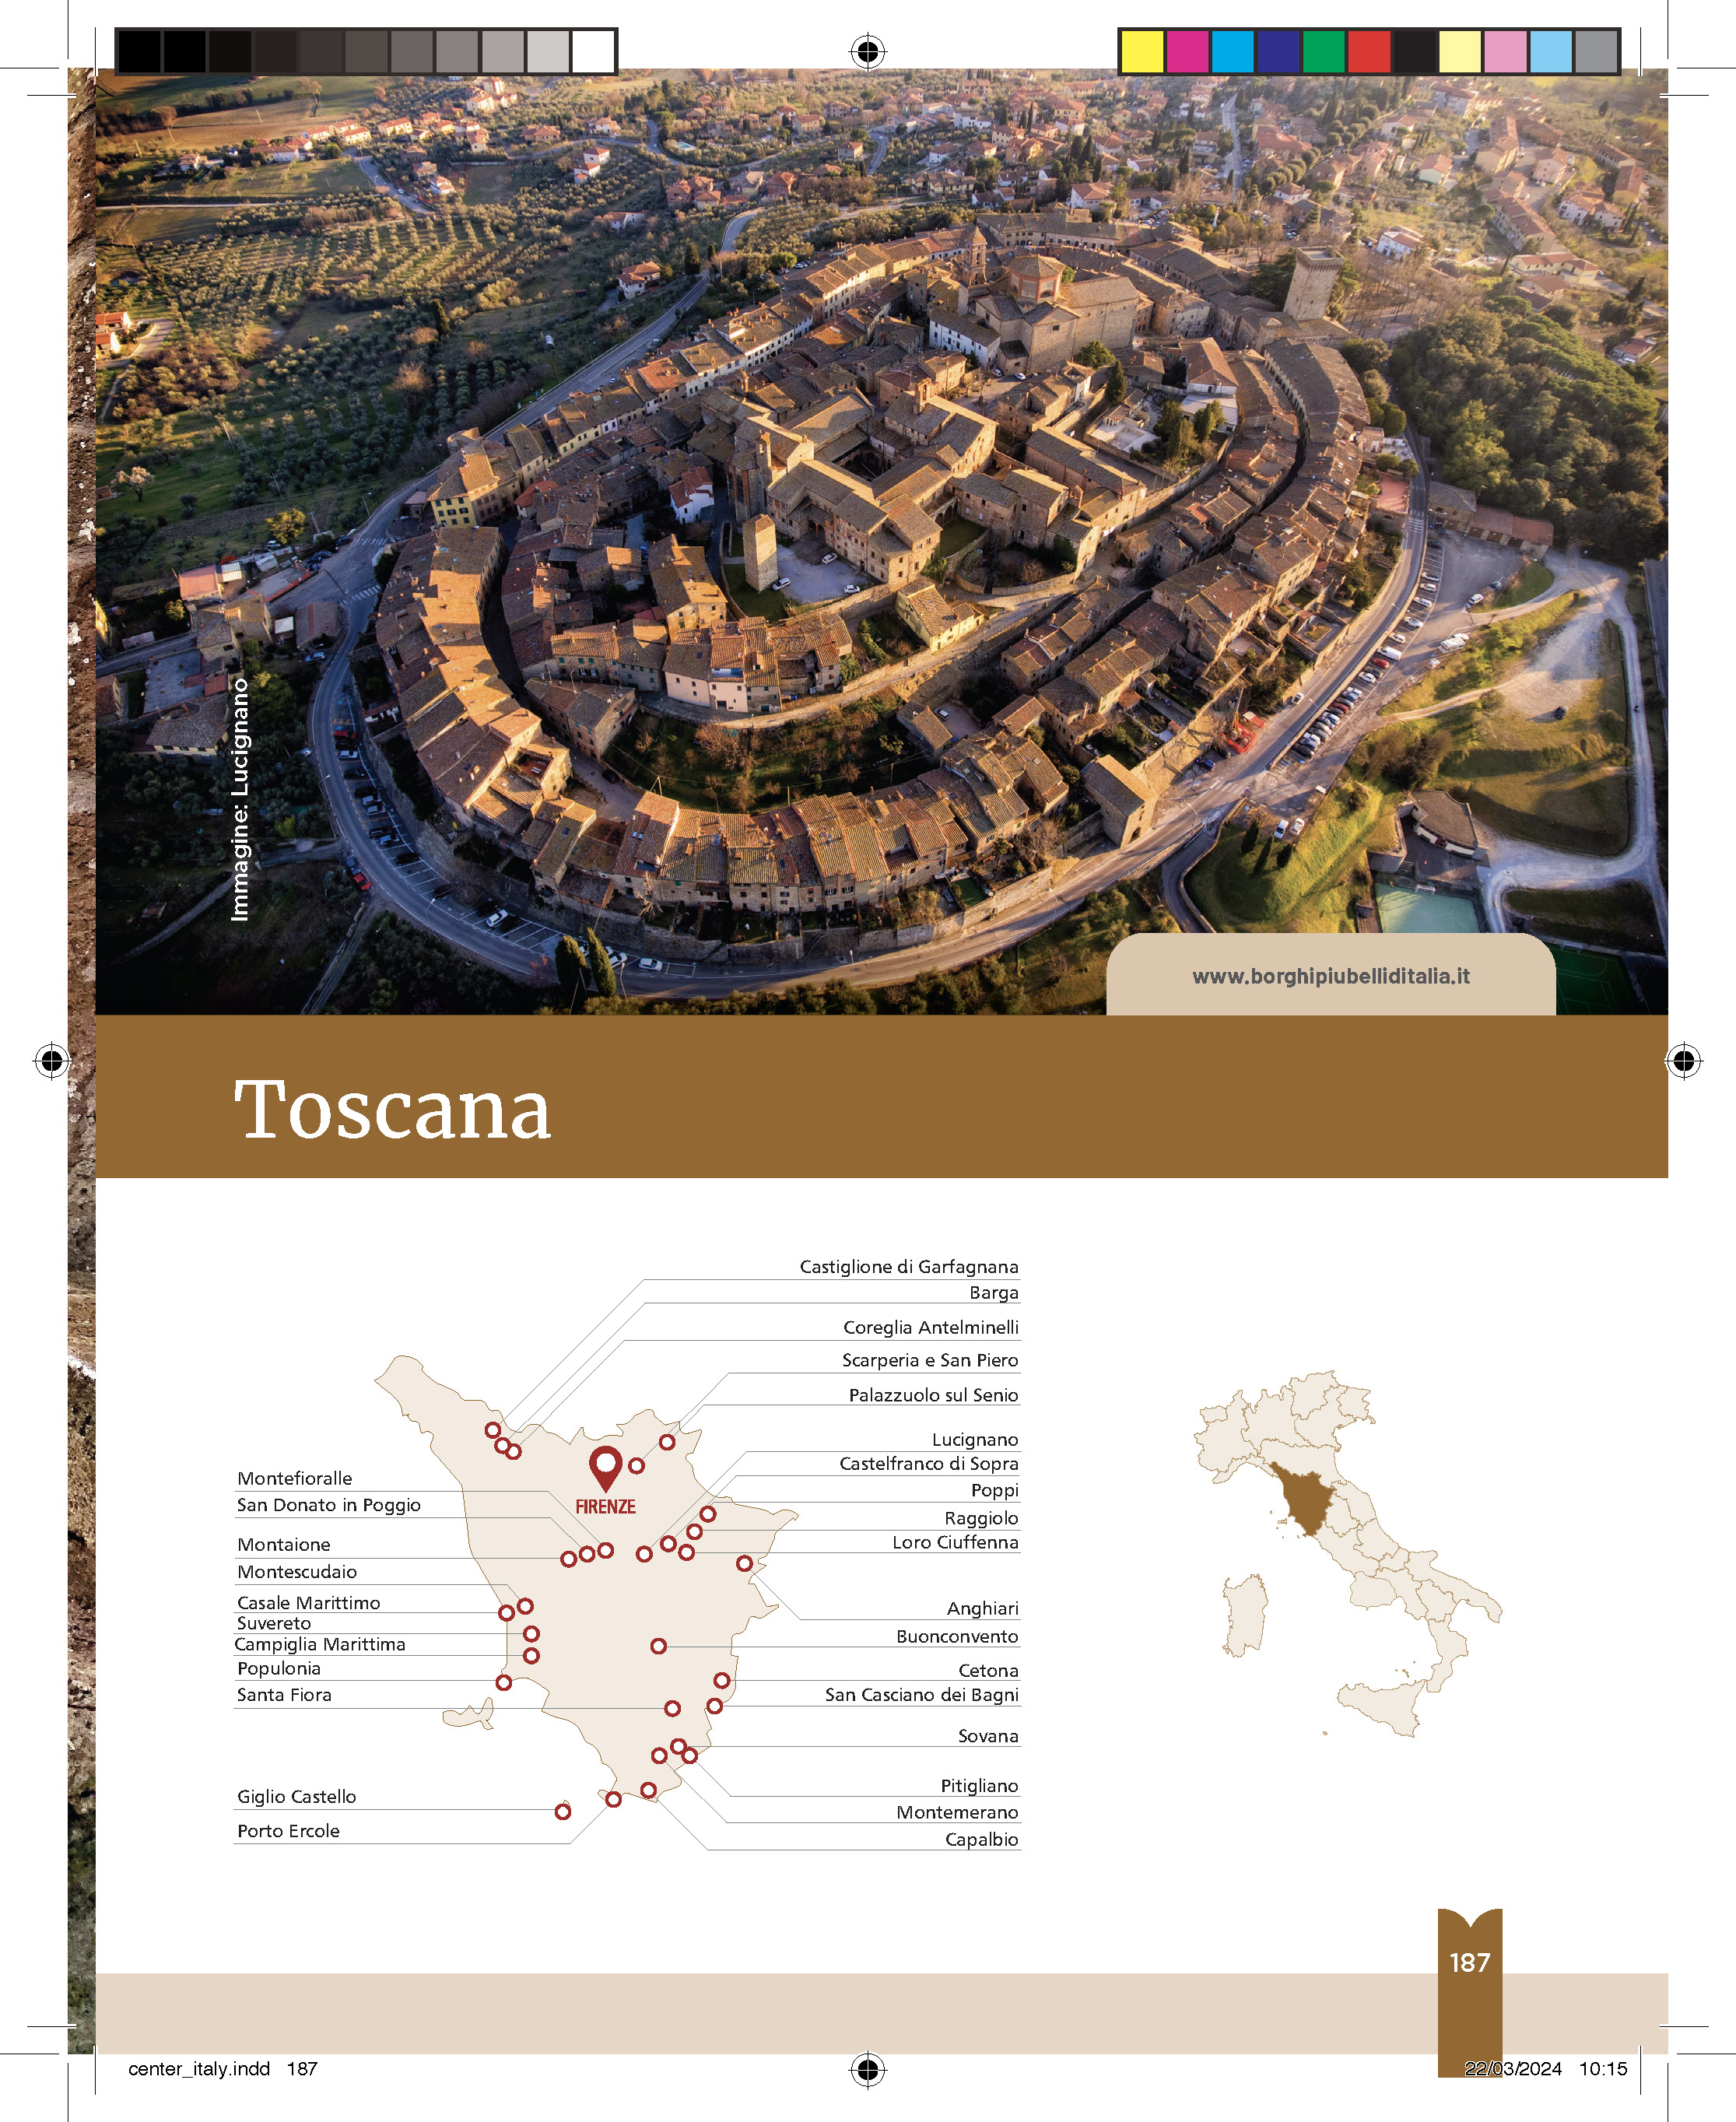 Immagine: Lucignano
www.borghipiubelliditalia.it
Toscana
Castiglione di Garfagnana
Barga
Coreglia Antelminelli
Scarperia e San Piero
Palazzuolo sul Senio
Lucignano
Castelfranco di Sopra
Poppi
Raggiolo
Loro Ciuffenna
Anghiari
Buonconvento
Cetona
San Casciano dei Bagni
Sovana
Pitigliano
Montemerano
Capalbio
Montefioralle
San Donato in Poggio
Montaione
Montescudaio
Casale Marittimo
Suvereto
Campiglia Marittima
Populonia
Santa Fiora
Giglio Castello
Porto Ercole
FIRENZE
187
center_italy.indd 187
22/03/2024 10:15